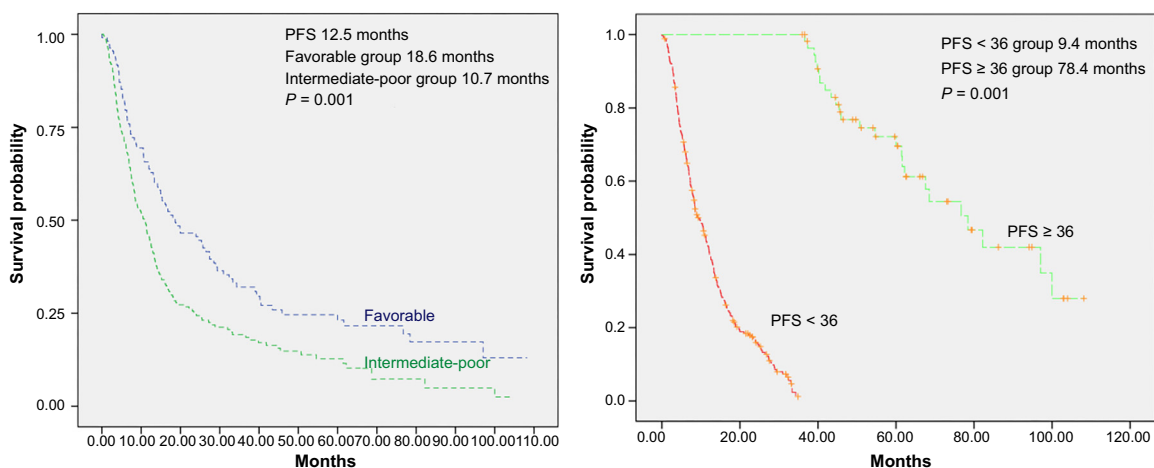 PFS 12.5 months
Favorable group 18.6 months
Intermediate-poor group 10.7 months
P = 0.001
Survival probability
1.00
0.75
0.50
0.25
0.00
Favorable
Intermediate-poor
0.00 10.00 20.00 30.00 40.00 50.00 60.00 70.00 80.00 90.00 100.00 110.00
Months
PFS < 36 group 9.4 months
PFS ≥ 36 group 78.4 months
P = 0.001
Survival probability
1.0
0.8
0.6
0.4
0.2
0.0
PFS ≥ 36
PFS < 36
0.00 20.00 40.00 60.00 80.00 100.00 120.00
Months